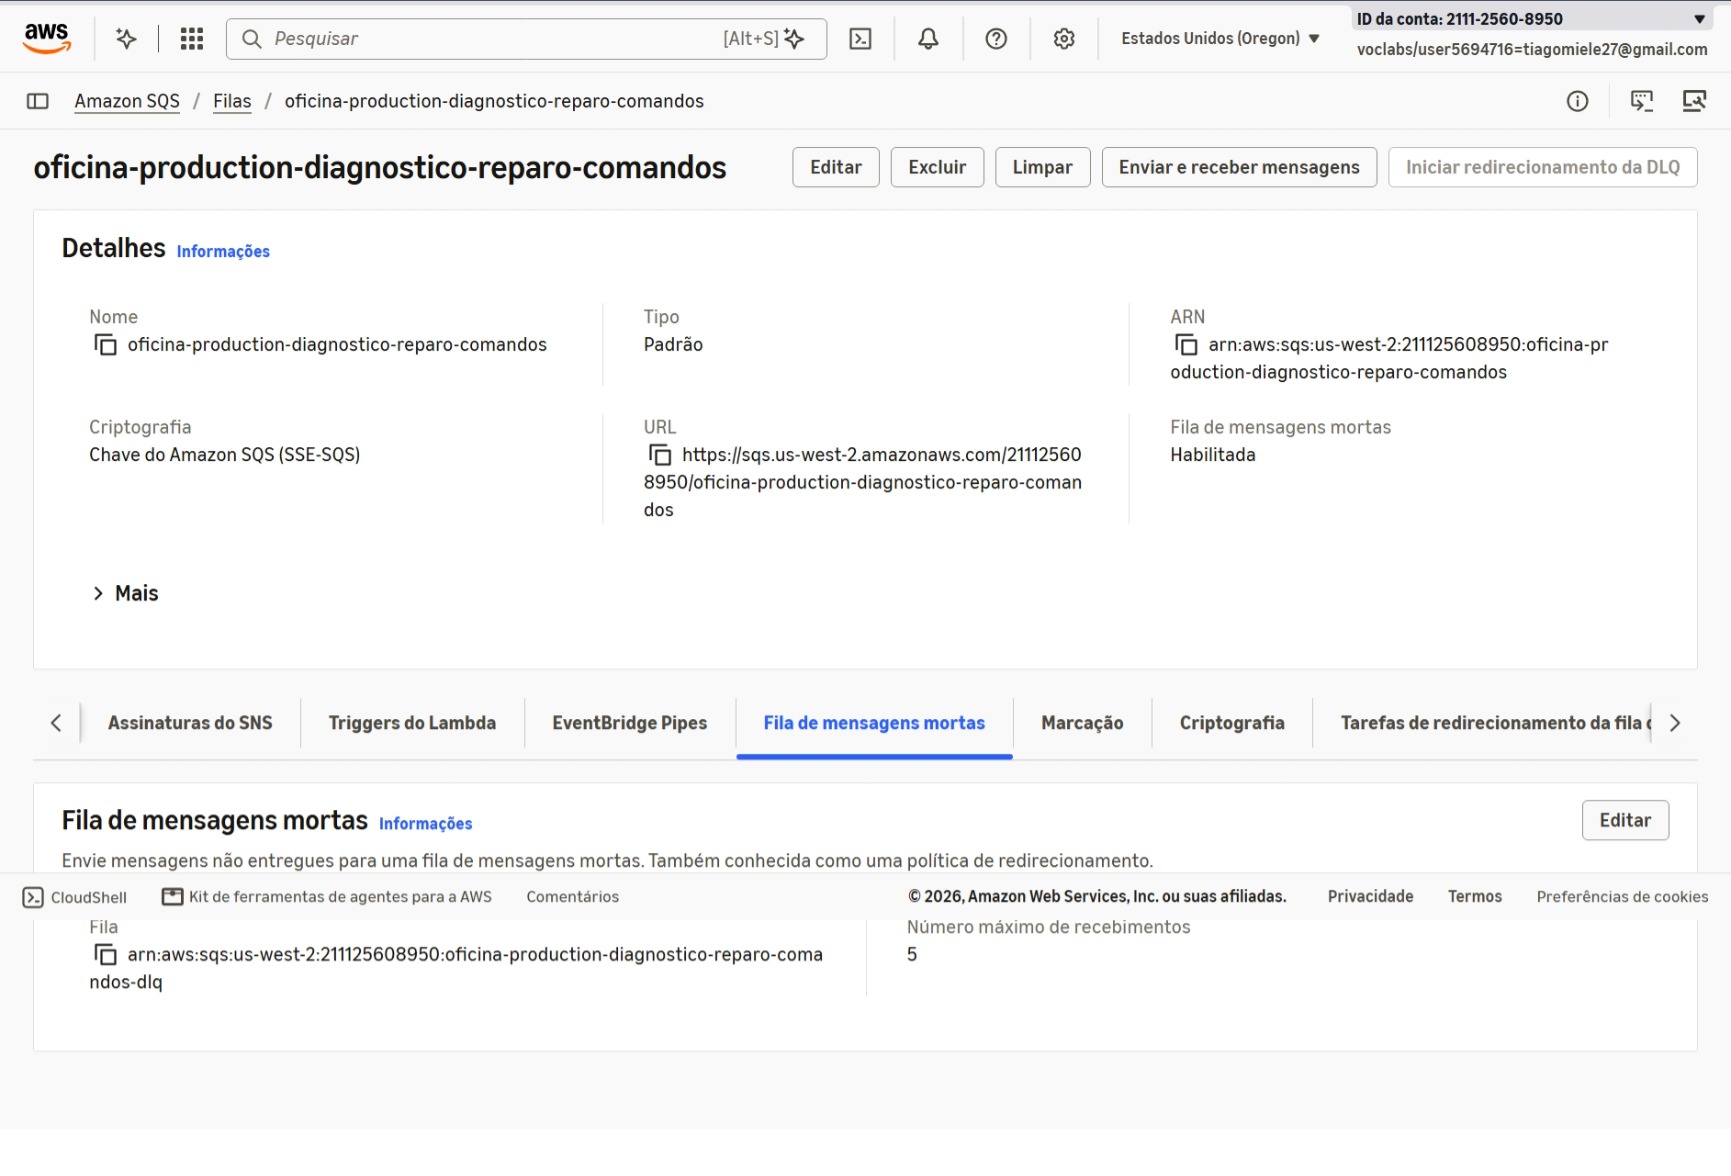 aws
Pesquisar [Alt+S]
Estados Unidos (Oregon)
ID da conta: 2111-2560-8950
voclabs/user5694716=tiagomiele27@gmail.com
Amazon SQS / Filas / oficina-production-diagnostico-reparo-comandos
oficina-production-diagnostico-reparo-comandos
Editar
Excluir
Limpar
Enviar e receber mensagens
Iniciar redirecionamento da DLQ
Detalhes Informações
Nome
oficina-production-diagnostico-reparo-comandos
Tipo
Padrão
ARN
arn:aws:sqs:us-west-2:211125608950:oficina-pr
oduction-diagnostico-reparo-comandos
Criptografia
Chave do Amazon SQS (SSE-SQS)
URL
https://sqs.us-west-2.amazonaws.com/21112560
8950/oficina-production-diagnostico-reparo-coman
dos
Fila de mensagens mortas
Habilitada
Mais
Assinaturas do SNS
Triggers do Lambda
EventBridge Pipes
Fila de mensagens mortas
Marcação
Criptografia
Tarefas de redirecionamento da fila
Fila de mensagens mortas Informações
Editar
Envie mensagens não entregues para uma fila de mensagens mortas. Também conhecida como uma política de redirecionamento.
CloudShell
Kit de ferramentas de agentes para a AWS
Comentários
© 2026, Amazon Web Services, Inc. ou suas afiliadas.
Privacidade
Termos
Preferências de cookies
Fila
arn:aws:sqs:us-west-2:211125608950:oficina-production-diagnostico-reparo-coma
ndos-dlq
Número máximo de recebimentos
5